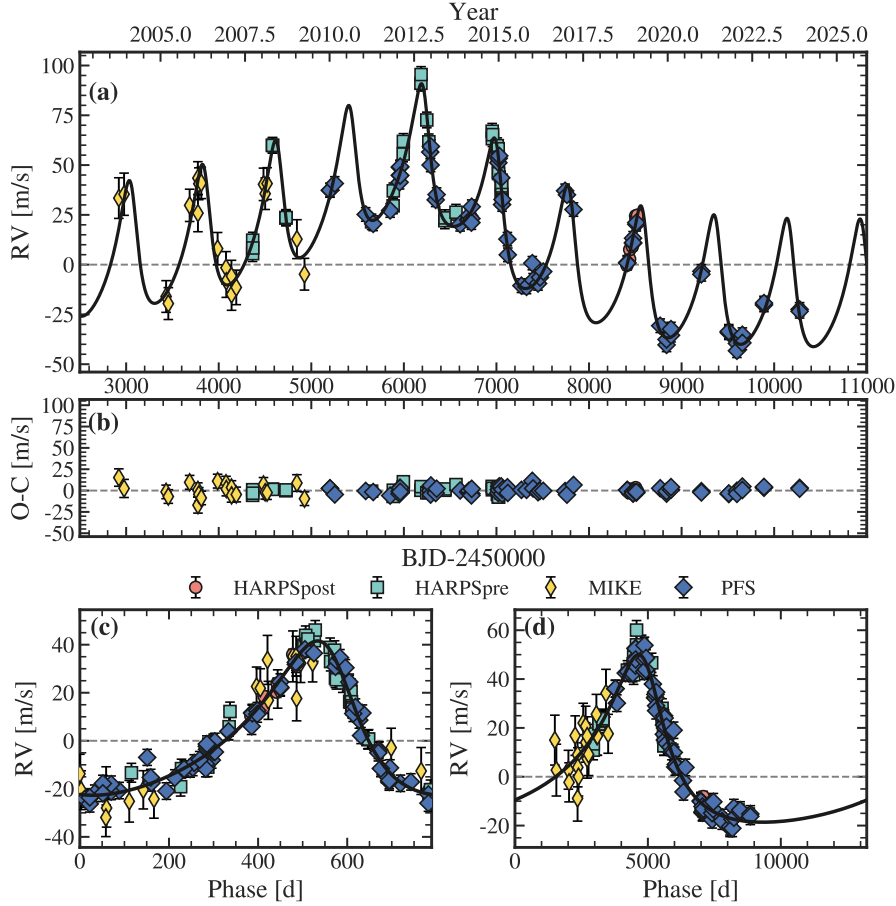 Year
2005.0 2007.5 2010.0 2012.5 2015.0 2017.5 2020.0 2022.5 2025.0
(a)
RV [m/s]
100
75
50
25
0
-25
-50
3000 4000 5000 6000 7000 8000 9000 10000 11000
(b)
O-C [m/s]
100
75
50
25
0
-25
-50
BJD-2450000
HARPSpost HARPSpre MIKE PFS
(c)
RV [m/s]
40
20
0
-20
-40
0 200 400 600
Phase [d]
(d)
RV [m/s]
60
40
20
0
-20
0 5000 10000
Phase [d]